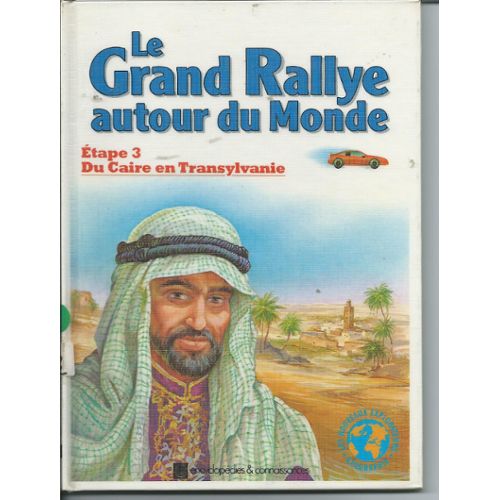 Le
Grand Rallye
autour du Monde
Étape 3
Du Caire en Transylvanie
encyclopédies & connaissances